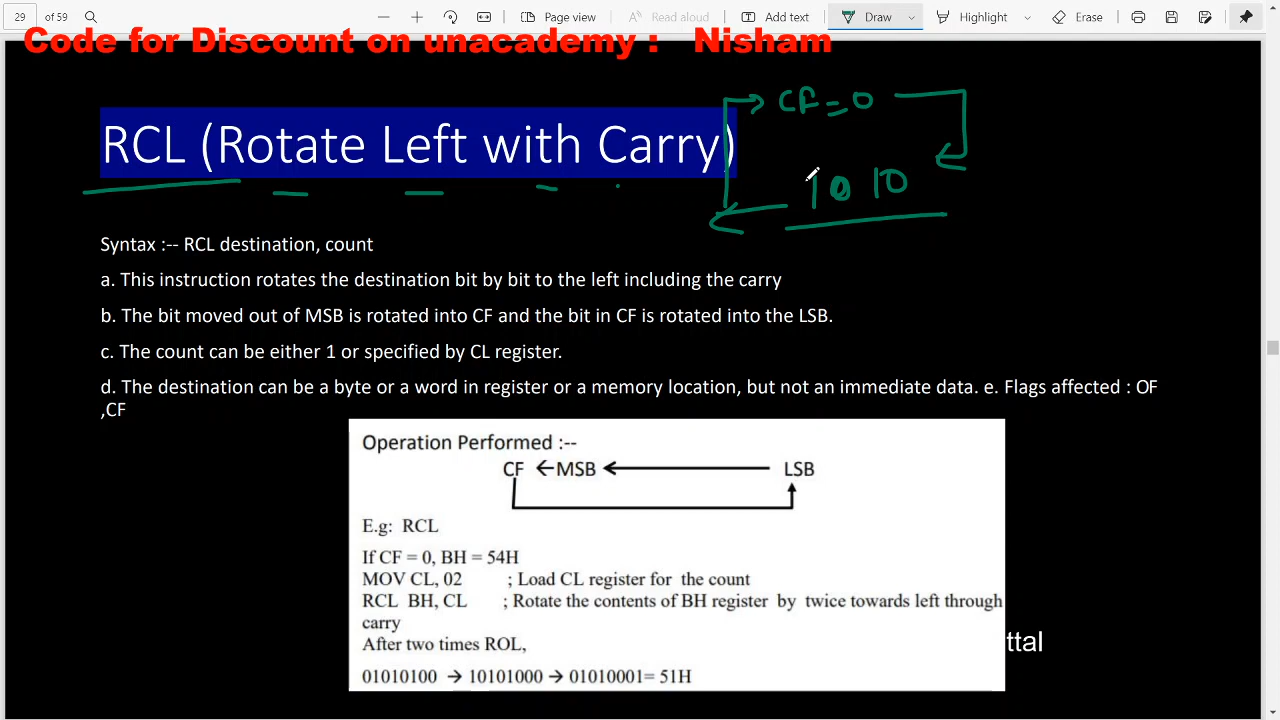 29 of 59
Page view
Read aloud
Add text
Draw
Highlight
Erase
Code for Discount on unacademy : Nisham
CF = 0
RCL (Rotate Left with Carry)
1010
Syntax :-- RCL destination, count
a. This instruction rotates the destination bit by bit to the left including the carry
b. The bit moved out of MSB is rotated into CF and the bit in CF is rotated into the LSB.
c. The count can be either 1 or specified by CL register.
d. The destination can be a byte or a word in register or a memory location, but not an immediate data. e. Flags affected : OF
,CF
Operation Performed :--
CF ← MSB ← LSB
E.g: RCL
If CF = 0, BH = 54H
MOV CL, 02 ; Load CL register for the count
RCL BH, CL ; Rotate the contents of BH register by twice towards left through
carry
After two times ROL,
ttal
01010100 → 10101000 → 01010001= 51H